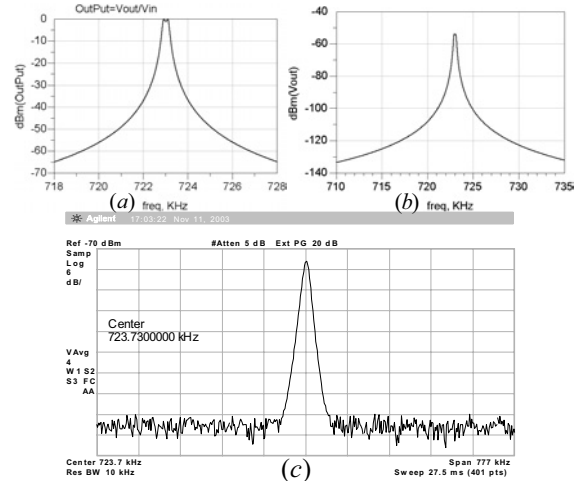 OutPut=Vout/Vin
dBm(OutPut)
0
-10
-20
-30
-40
-50
-60
-70
718 720 722 724 726 728
freq, KHz
(a)
dBm(Vout)
-40
-60
-80
-100
-120
-140
710 715 720 725 730 735
freq, KHz
(b)
Agilent 17:03:22 Nov 11, 2003
Ref -70 dBm #Atten 5 dB Ext PG 20 dB
Samp
Log
6
dB/
Center
723.7300000 kHz
VAvg
4
W1 S2
S3 FC
AA
Center 723.7 kHz Span 777 kHz
Res BW 10 kHz Sweep 27.5 ms (401 pts)
(c)